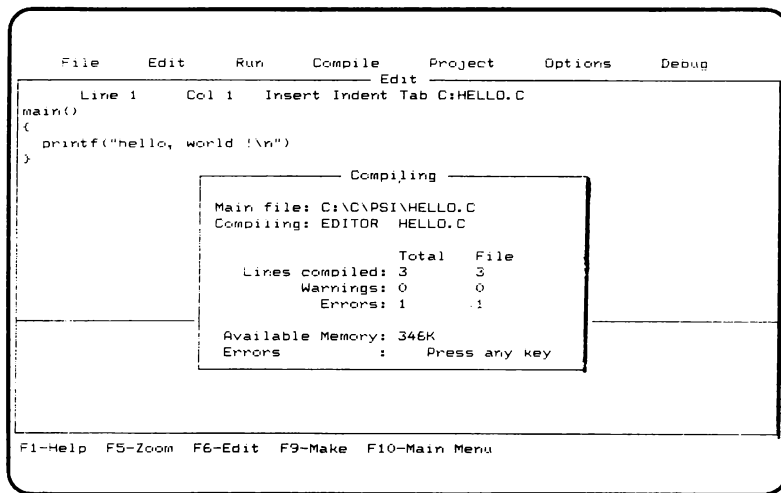 File Edit Run Compile Project Options Debug
Edit
Line 1 Col 1 Insert Indent Tab C:HELLO.C
main()
{
printf("hello, world !\n")
}
Compiling
Main file: C:\C\PSI\HELLO.C
Compiling: EDITOR HELLO.C
Total File
Lines compiled: 3 3
Warnings: 0 0
Errors: 1 1
Available Memory: 346K
Errors : Press any key
F1-Help F5-Zoom F6-Edit F9-Make F10-Main Menu